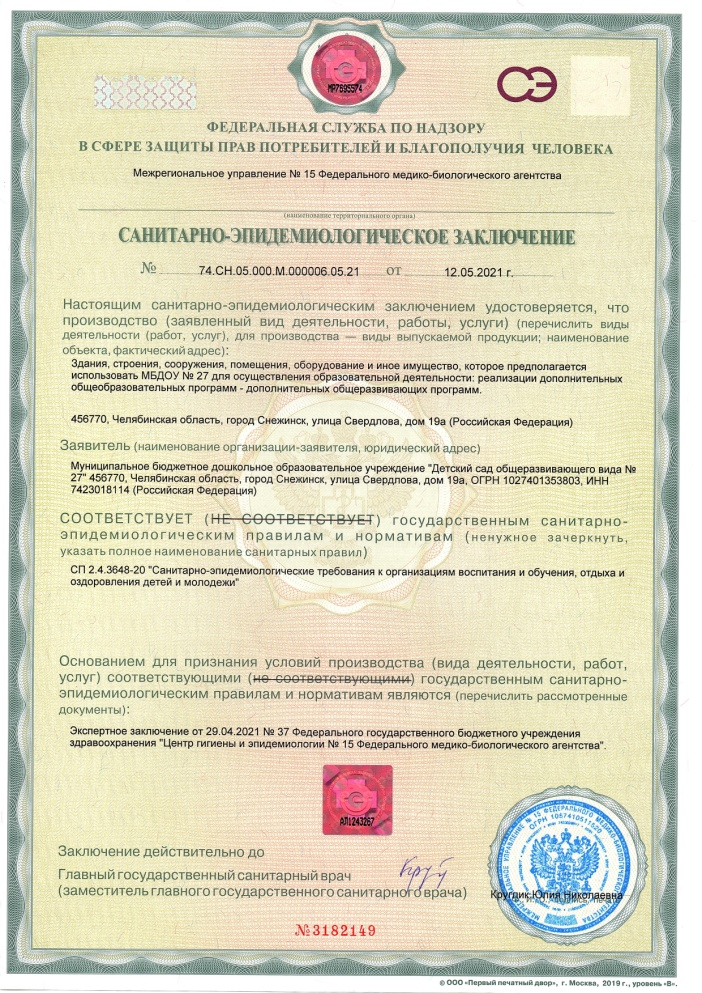 МР7695574
СЭ
ФЕДЕРАЛЬНАЯ СЛУЖБА ПО НАДЗОРУ
В СФЕРЕ ЗАЩИТЫ ПРАВ ПОТРЕБИТЕЛЕЙ И БЛАГОПОЛУЧИЯ ЧЕЛОВЕКА
Межрегиональное управление № 15 Федерального медико-биологического агентства
(наименование территориального органа)
САНИТАРНО-ЭПИДЕМИОЛОГИЧЕСКОЕ ЗАКЛЮЧЕНИЕ
№ 74.СН.05.000.М.000006.05.21 от 12.05.2021 г.
Настоящим санитарно-эпидемиологическим заключением удостоверяется, что
производство (заявленный вид деятельности, работы, услуги) (перечислить виды
деятельности (работ, услуг), для производства — виды выпускаемой продукции; наименование
объекта, фактический адрес):
Здания, строения, сооружения, помещения, оборудование и иное имущество, которое предполагается
использовать МБДОУ № 27 для осуществления образовательной деятельности: реализации дополнительных
общеобразовательных программ - дополнительных общеразвивающих программ.
456770, Челябинская область, город Снежинск, улица Свердлова, дом 19а (Российская Федерация)
Заявитель (наименование организации-заявителя, юридический адрес)
Муниципальное бюджетное дошкольное образовательное учреждение "Детский сад общеразвивающего вида №
27" 456770, Челябинская область, город Снежинск, улица Свердлова, дом 19а, ОГРН 1027401353803, ИНН
7423018114 (Российская Федерация)
СООТВЕТСТВУЕТ (НЕ СООТВЕТСТВУЕТ) государственным санитарно-
эпидемиологическим правилам и нормативам (ненужное зачеркнуть,
указать полное наименование санитарных правил)
СП 2.4.3648-20 "Санитарно-эпидемиологические требования к организациям воспитания и обучения, отдыха и
оздоровления детей и молодежи"
Основанием для признания условий производства (вида деятельности, работ,
услуг) соответствующими (не соответствующими) государственным санитарно-
эпидемиологическим правилам и нормативам являются (перечислить рассмотренные
документы):
Экспертное заключение от 29.04.2021 № 37 Федерального государственного бюджетного учреждения
здравоохранения "Центр гигиены и эпидемиологии № 15 Федерального медико-биологического агентства".
АЛ1243267
Заключение действительно до
Главный государственный санитарный врач
(заместитель главного государственного санитарного врача)
Круглик Юлия Николаевна
№3182149
© ООО «Первый печатный двор», г. Москва, 2019 г., уровень «В».